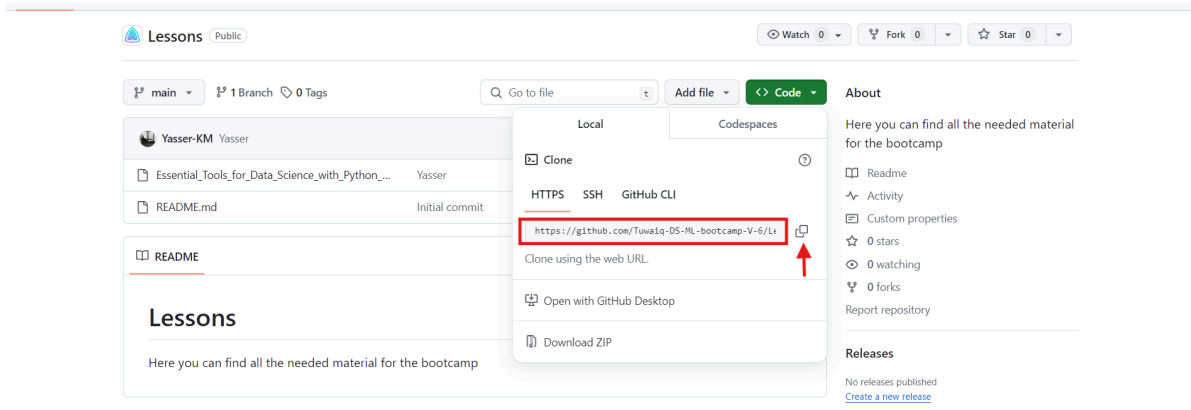 Lessons Public
Watch 0
Fork 0
Star 0
main
1 Branch
0 Tags
Go to file t
Add file
<> Code
Local
Codespaces
Clone
HTTPS SSH GitHub CLI
https://github.com/Tuwaiq-DS-ML-bootcamp-V-6/Le
Clone using the web URL.
Open with GitHub Desktop
Download ZIP
Yasser-KM Yasser
Essential_Tools_for_Data_Science_with_Python_... Yasser
README.md Initial commit
README
Lessons
Here you can find all the needed material for the bootcamp
About
Here you can find all the needed material
for the bootcamp
Readme
Activity
Custom properties
0 stars
0 watching
0 forks
Report repository
Releases
No releases published
Create a new release